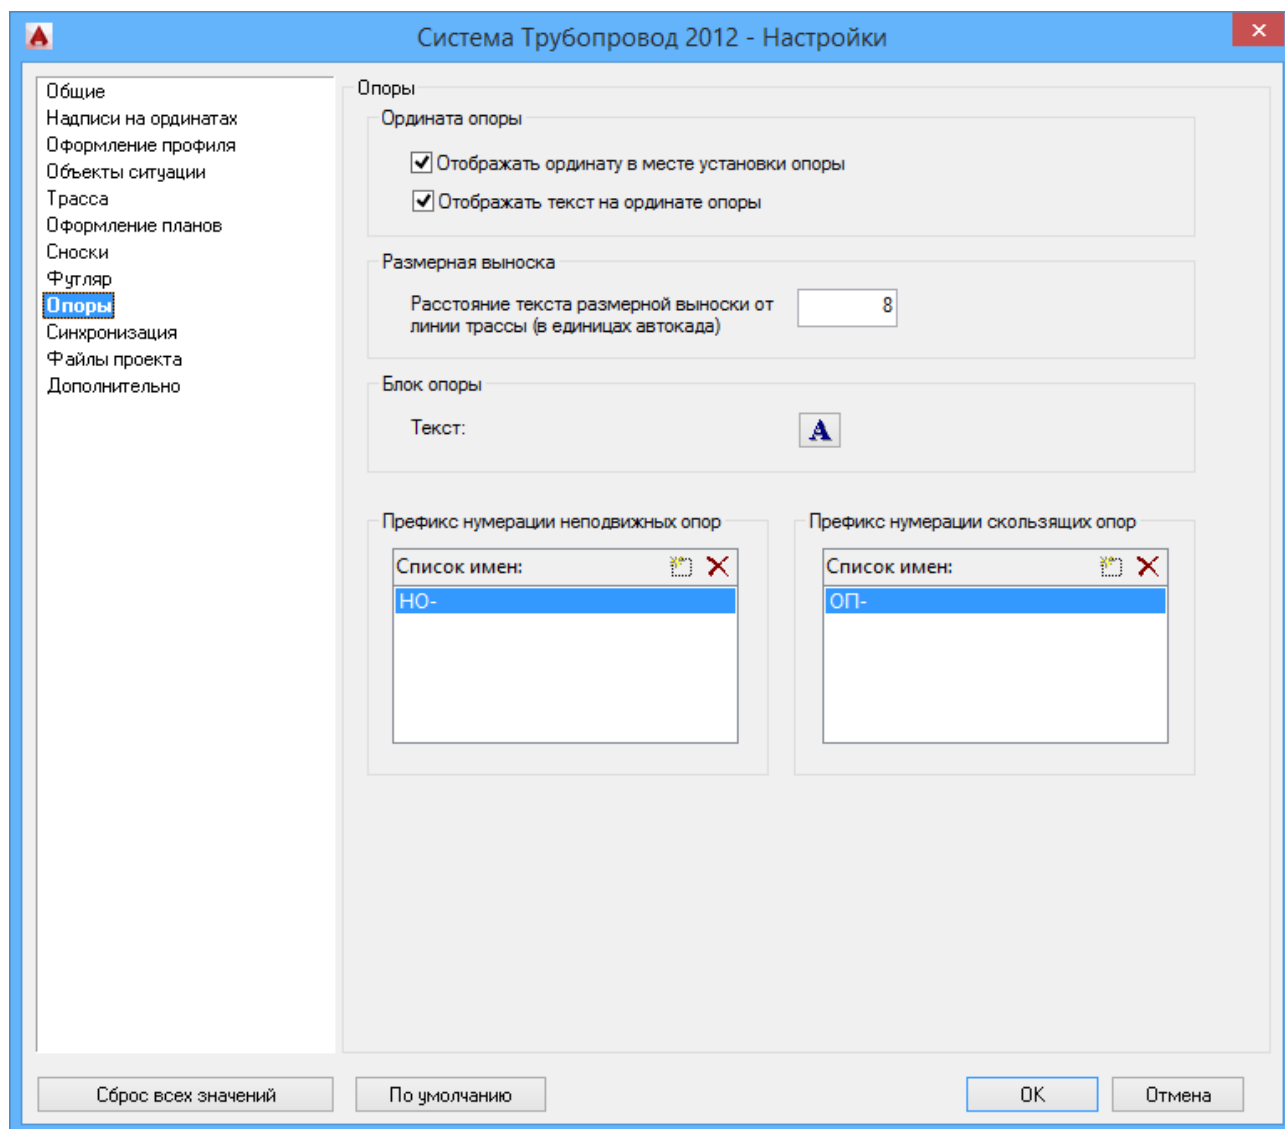 Система Трубопровод 2012 - Настройки
Общие
Надписи на ординатах
Оформление профиля
Объекты ситуации
Трасса
Оформление планов
Сноски
Футляр
Опоры
Синхронизация
Файлы проекта
Дополнительно
Опоры
Ордината опоры
Отображать ординату в месте установки опоры
Отображать текст на ординате опоры
Размерная выноска
Расстояние текста размерной выноски от
линии трассы (в единицах автокада)
8
Блок опоры
Текст:
A
Префикс нумерации неподвижных опор
Список имен:
НО-
Префикс нумерации скользящих опор
Список имен:
ОП-
Сброс всех значений
По умолчанию
OK
Отмена